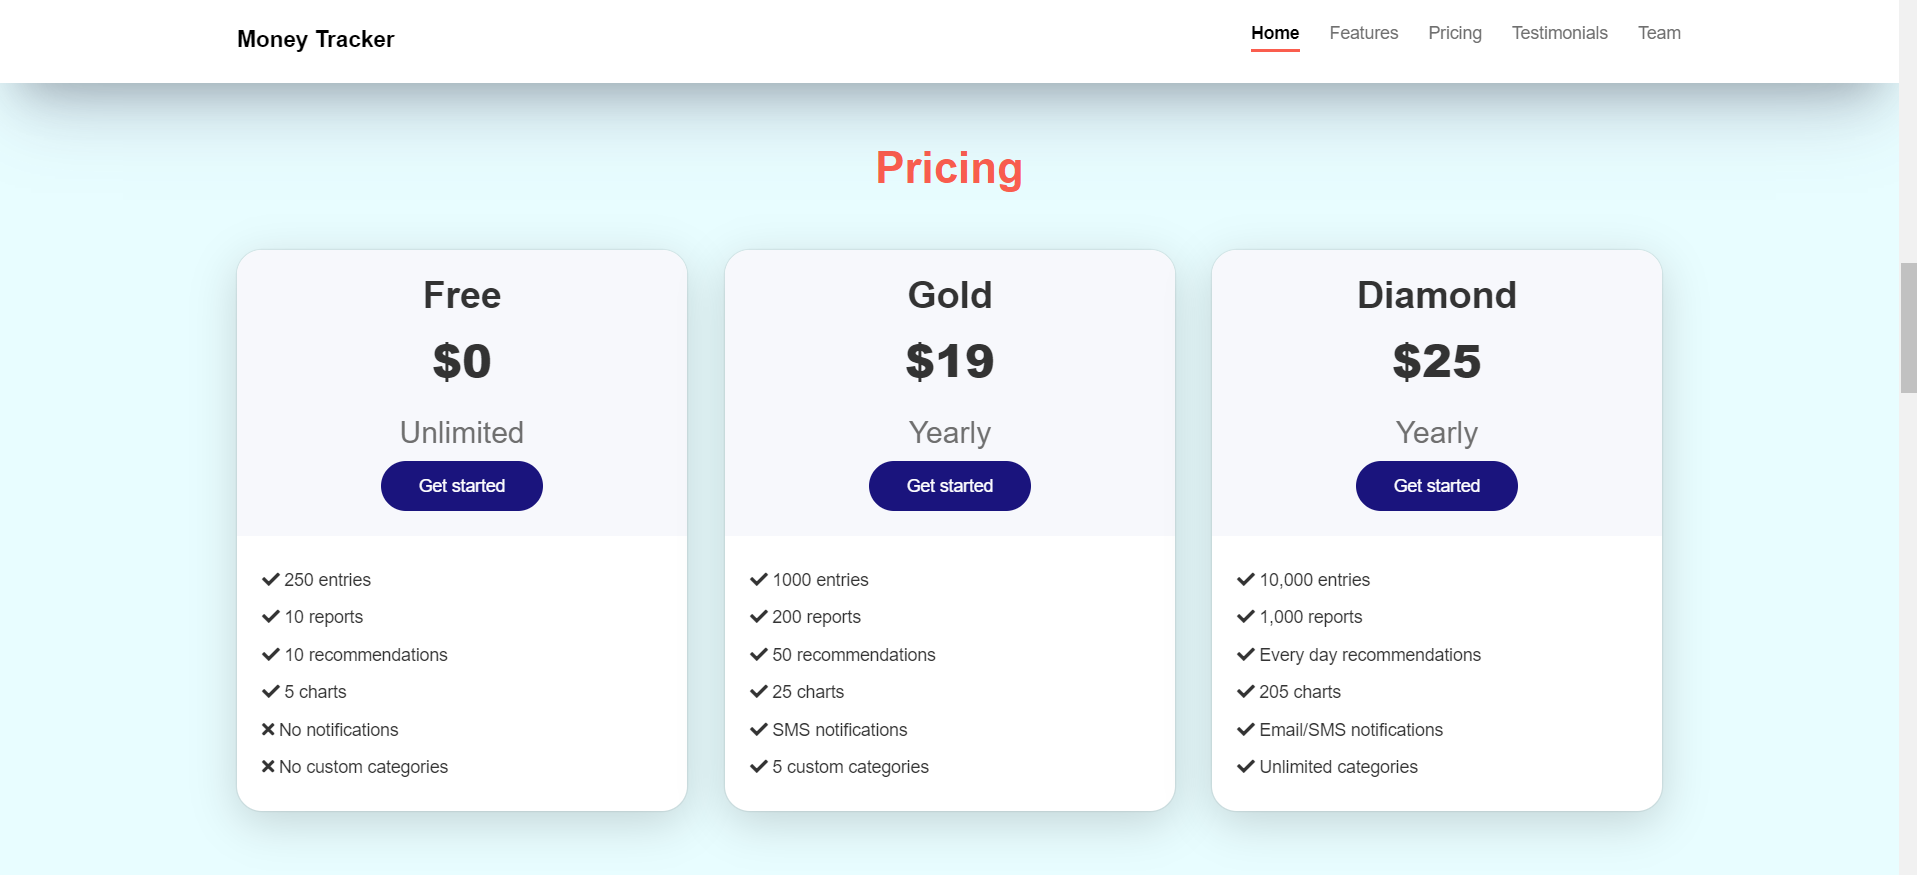 Money Tracker
Home Features Pricing Testimonials Team
Pricing
Free
$0
Unlimited
Get started
250 entries
10 reports
10 recommendations
5 charts
No notifications
No custom categories
Gold
$19
Yearly
Get started
1000 entries
200 reports
50 recommendations
25 charts
SMS notifications
5 custom categories
Diamond
$25
Yearly
Get started
10,000 entries
1,000 reports
Every day recommendations
205 charts
Email/SMS notifications
Unlimited categories